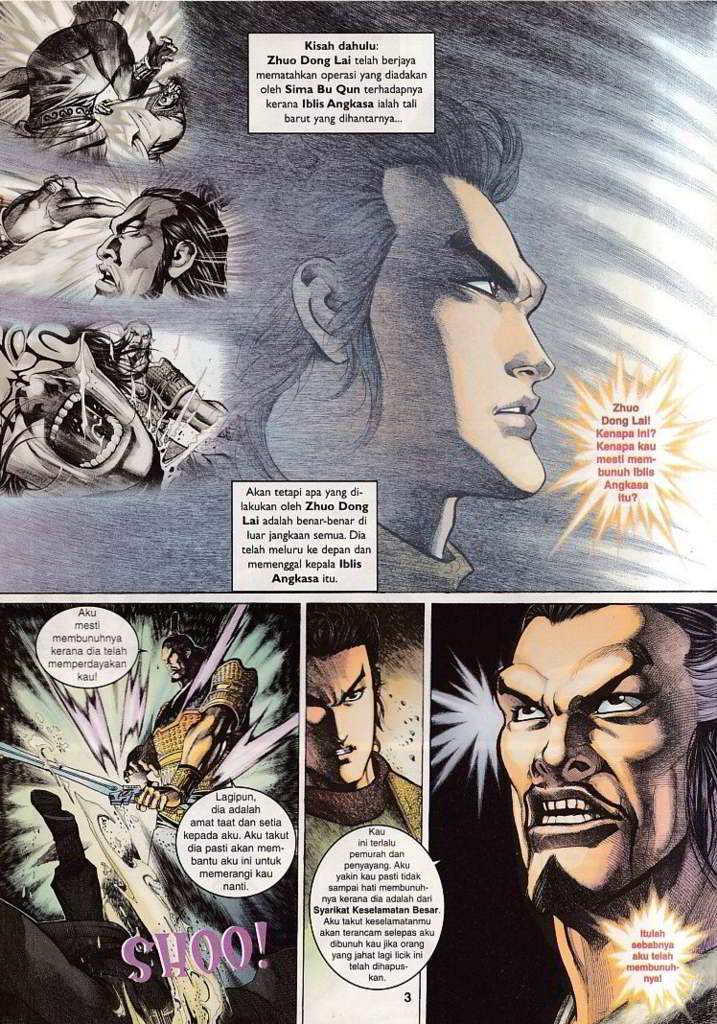 Kisah dahulu:
Zhuo Dong Lai telah berjaya
mematahkan operasi yang diadakan
oleh Sima Bu Qun terhadapnya
kerana Iblis Angkasa ialah tali
barut yang dihantarnya...
Zhuo
Dong Lai!
Kenapa ini?
Kenapa kau
mesti mem-
bunuh Iblis
Angkasa
itu?
Akan tetapi apa yang di-
lakukan oleh Zhuo Dong
Lai adalah benar-benar di
luar jangkaan semua. Dia
telah meluru ke depan dan
memenggal kepala Iblis
Angkasa itu.
Aku
mesti
membunuhnya
kerana dia telah
memperdayakan
kau!
Lagipun,
dia adalah
amat taat dan setia
kepada aku. Aku takut
dia pasti akan mem-
bantu aku ini untuk
memerangi kau
nanti.
SHOO!
Kau
ini terlalu
pemurah dan
penyayang. Aku
yakin kau pasti tidak
sampai hati membunuh-
nya kerana dia adalah dari
Syarikat Keselamatan Besar.
Aku takut keselamatanmu
akan terancam selepas aku
dibunuh kau jika orang
yang jahat lagi licik ini
telah dihapus-
kan.
Itulah
sebabnya
aku telah
membunuh-
nya!
3